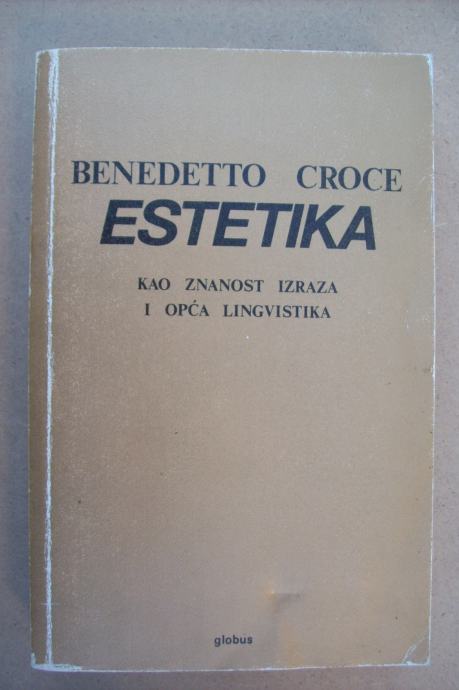 BENEDETTO CROCE
ESTETIKA
KAO ZNANOST IZRAZA
I OPĆA LINGVISTIKA
globus